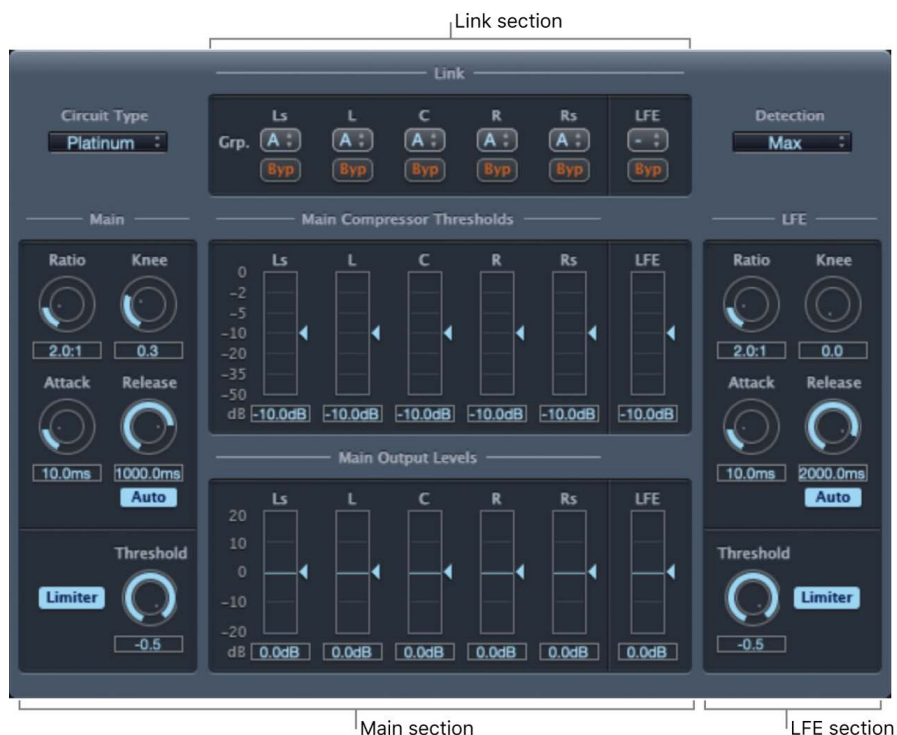 Link section
Link
Circuit Type
Platinum
Ls L C R Rs LFE
Grp. A A A A A -
Byp Byp Byp Byp Byp Byp
Detection
Max
Main
Main Compressor Thresholds
LFE
Ratio Knee
2.0:1 0.3
Attack Release
10.0ms 1000.0ms
Auto
Threshold
Limiter
-0.5
Ls L C R Rs LFE
0
-2
-5
-10
-20
-35
-50
dB -10.0dB -10.0dB -10.0dB -10.0dB -10.0dB -10.0dB
Main Output Levels
Ls L C R Rs LFE
20
10
0
-10
-20
dB 0.0dB 0.0dB 0.0dB 0.0dB 0.0dB 0.0dB
Ratio Knee
2.0:1 0.0
Attack Release
10.0ms 2000.0ms
Auto
Threshold
Limiter
-0.5
Main section
LFE section